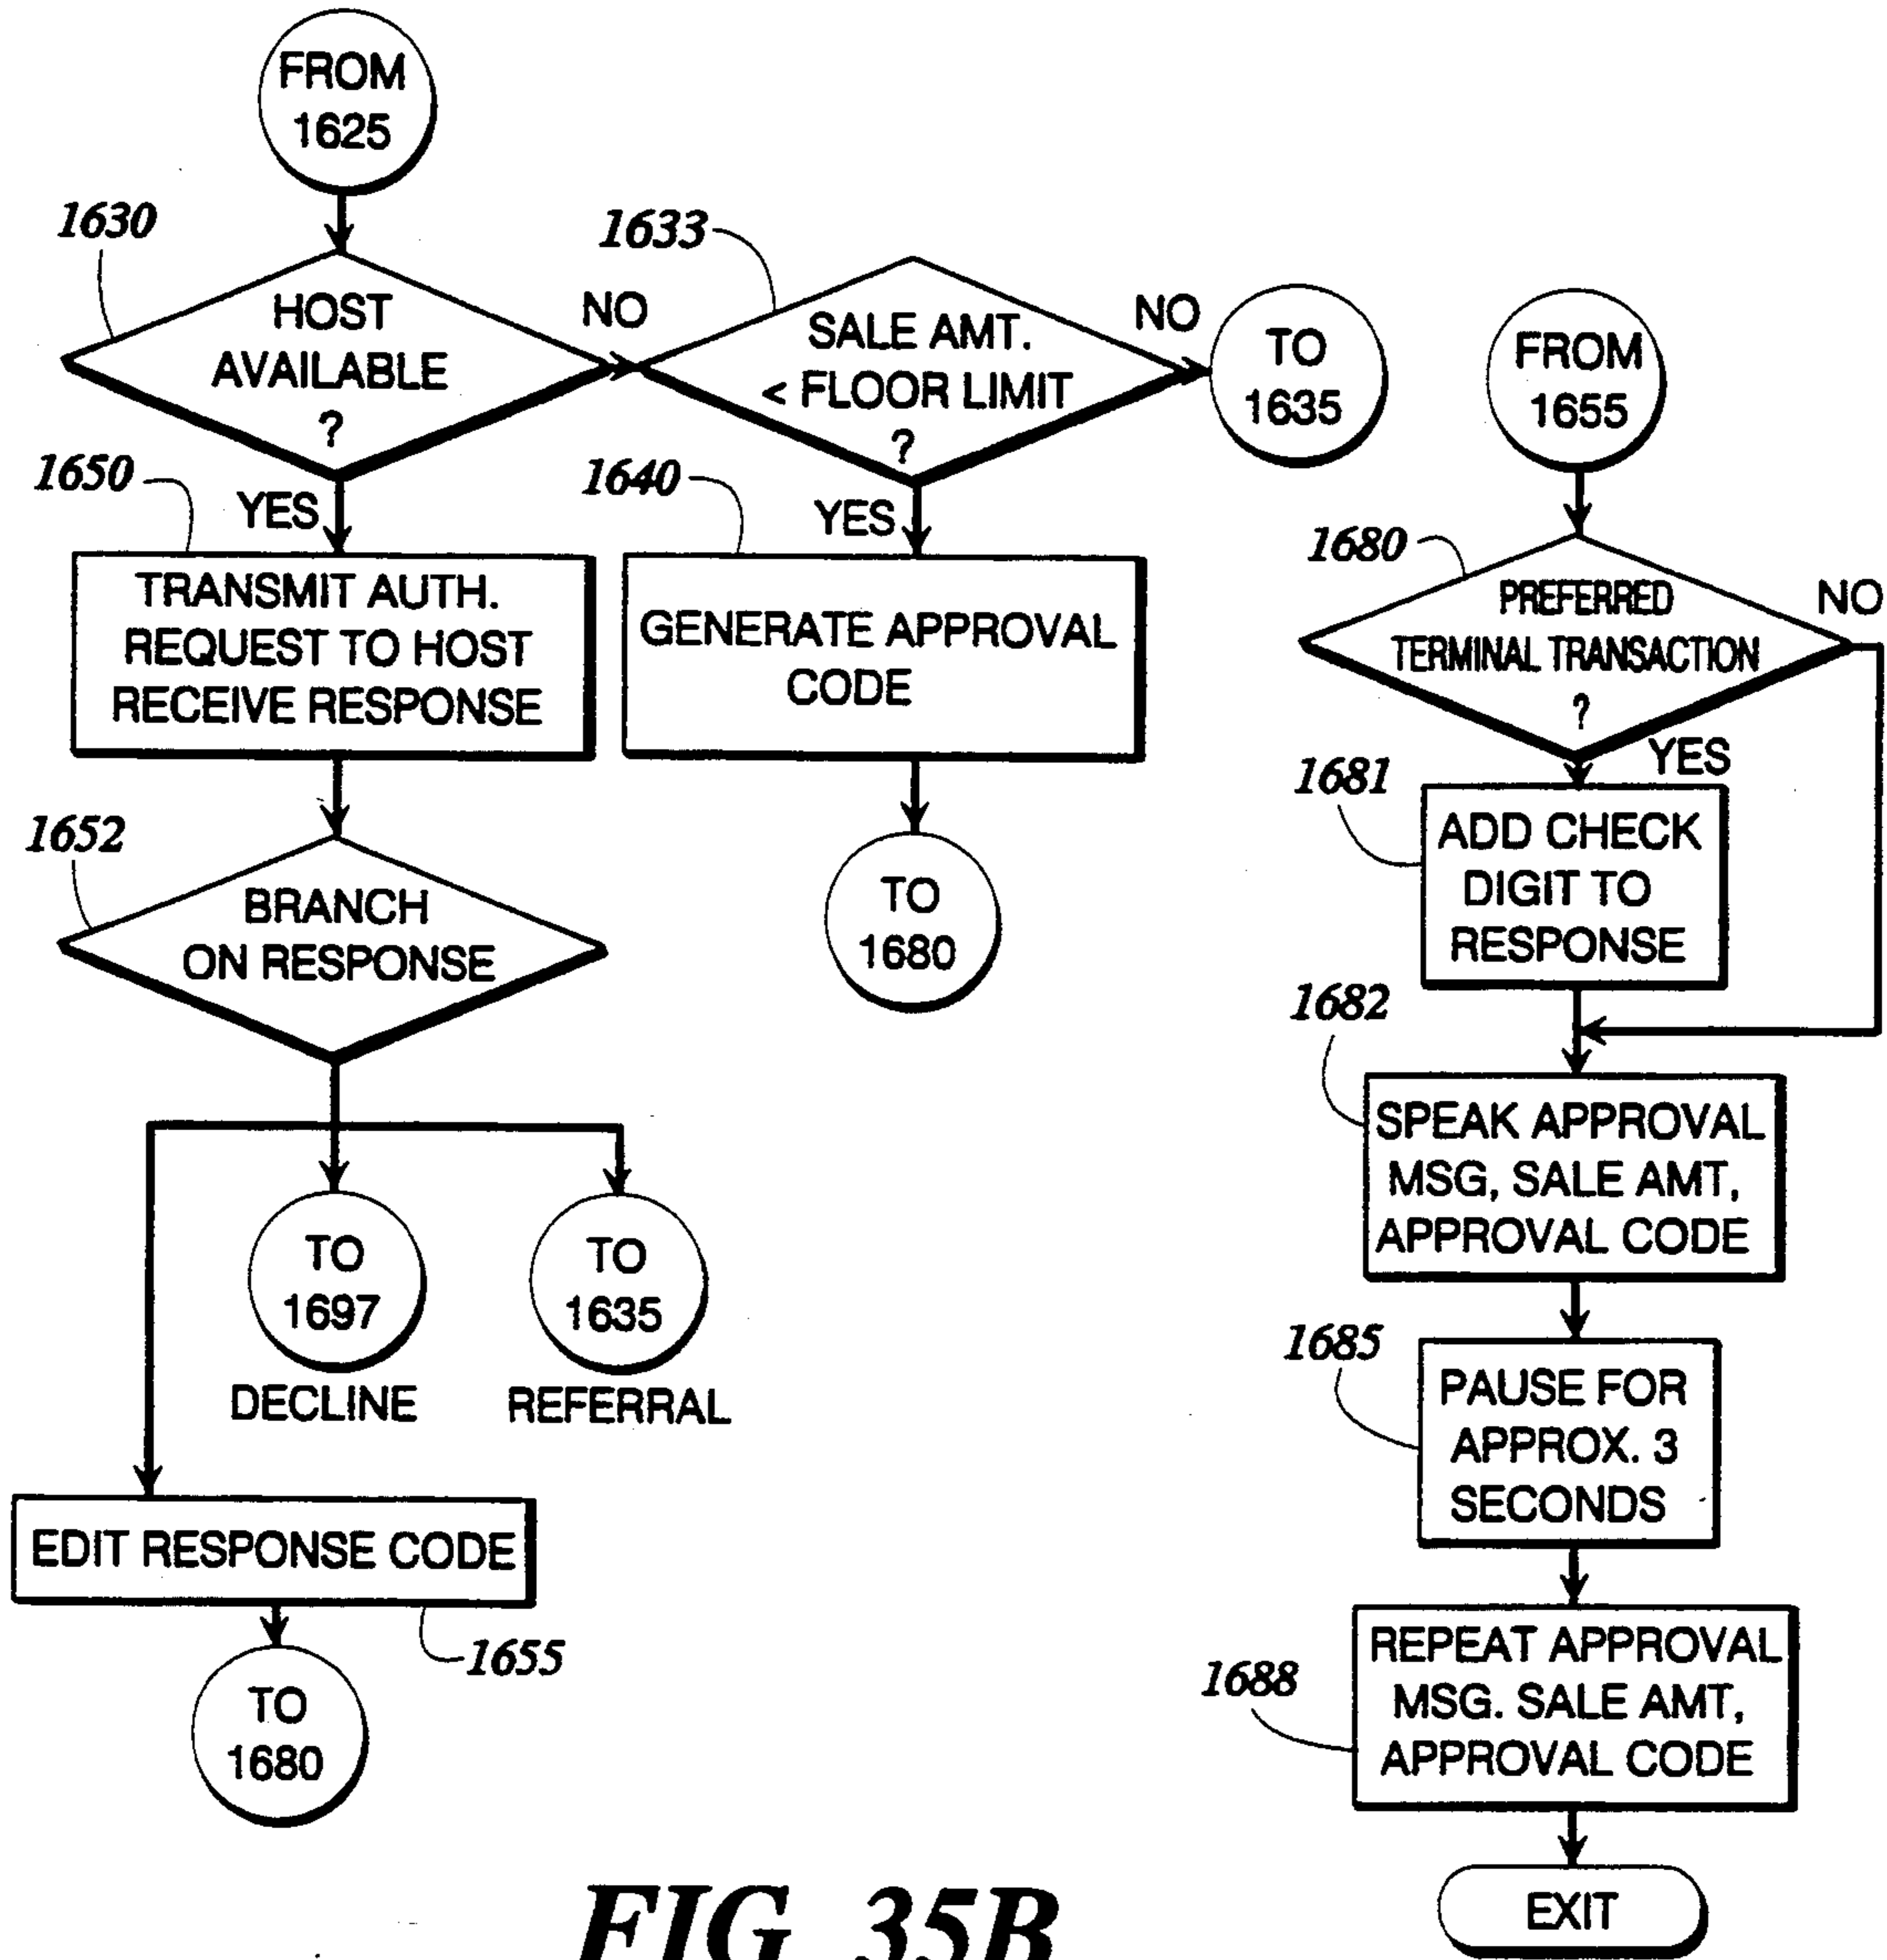 FROM
1625
1630
HOST
AVAILABLE
?
NO
YES
1633
SALE AMT.
< FLOOR LIMIT
?
NO
YES
TO
1635
1650
TRANSMIT AUTH.
REQUEST TO HOST
RECEIVE RESPONSE
1640
GENERATE APPROVAL
CODE
TO
1680
1652
BRANCH
ON RESPONSE
TO
1697
DECLINE
TO
1635
REFERRAL
EDIT RESPONSE CODE
1655
TO
1680
FROM
1655
1680
PREFERRED
TERMINAL TRANSACTION
?
NO
YES
1681
ADD CHECK
DIGIT TO
RESPONSE
1682
SPEAK APPROVAL
MSG, SALE AMT,
APPROVAL CODE
1685
PAUSE FOR
APPROX. 3
SECONDS
1688
REPEAT APPROVAL
MSG. SALE AMT,
APPROVAL CODE
EXIT
FIG 35B